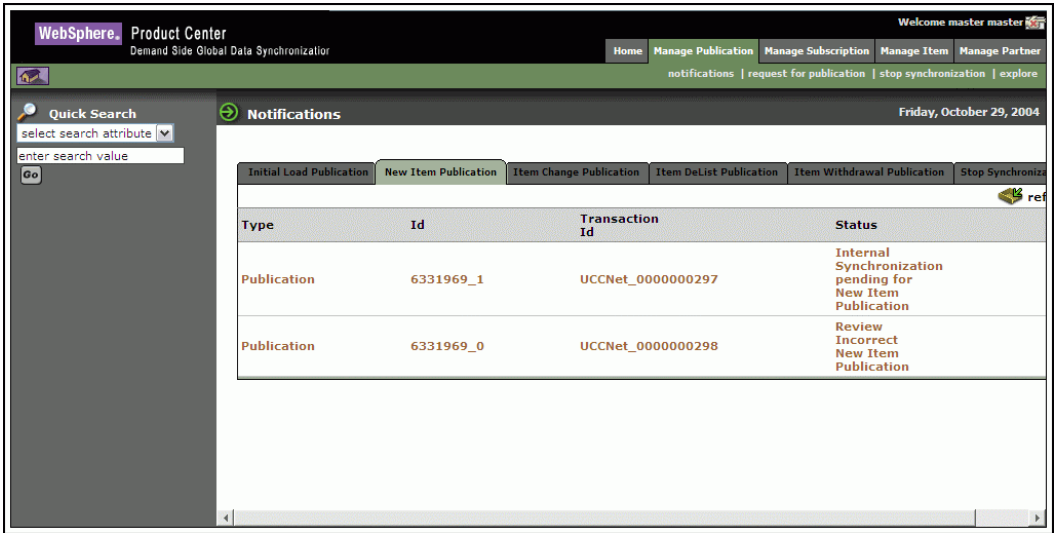 WebSphere. Product Center
Demand Side Global Data Synchronization
Welcome master master
Home Manage Publication Manage Subscription Manage Item Manage Partner
notifications | request for publication | stop synchronization | explore
Quick Search
select search attribute
enter search value
Go
Notifications
Friday, October 29, 2004
Initial Load Publication New Item Publication Item Change Publication Item DeList Publication Item Withdrawal Publication Stop Synchroniza
ref
Type Id Transaction Id Status
Publication 6331969_1 UCCNet_0000000297 Internal
Synchronization
pending for
New Item
Publication
Publication 6331969_0 UCCNet_0000000298 Review
Incorrect
New Item
Publication